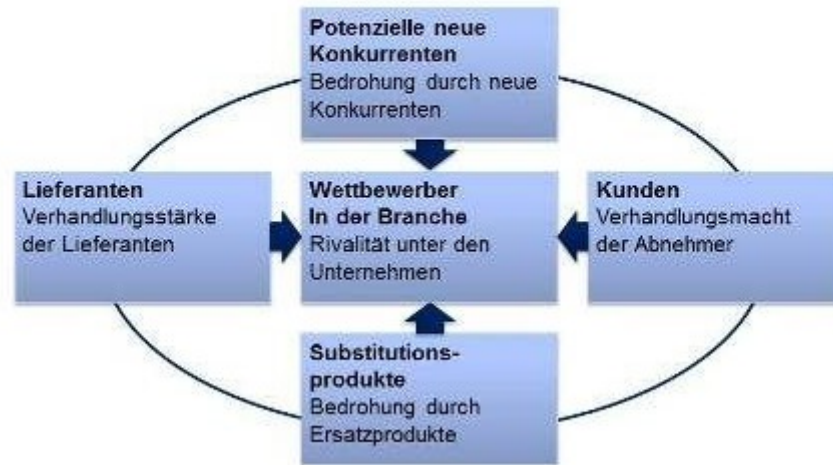 Potenzielle neue
Konkurrenten
Bedrohung durch neue
Konkurrenten
Lieferanten
Verhandlungsstärke
der Lieferanten
Wettbewerber
In der Branche
Rivalität unter den
Unternehmen
Kunden
Verhandlungsmacht
der Abnehmer
Substitutions-
produkte
Bedrohung durch
Ersatzprodukte